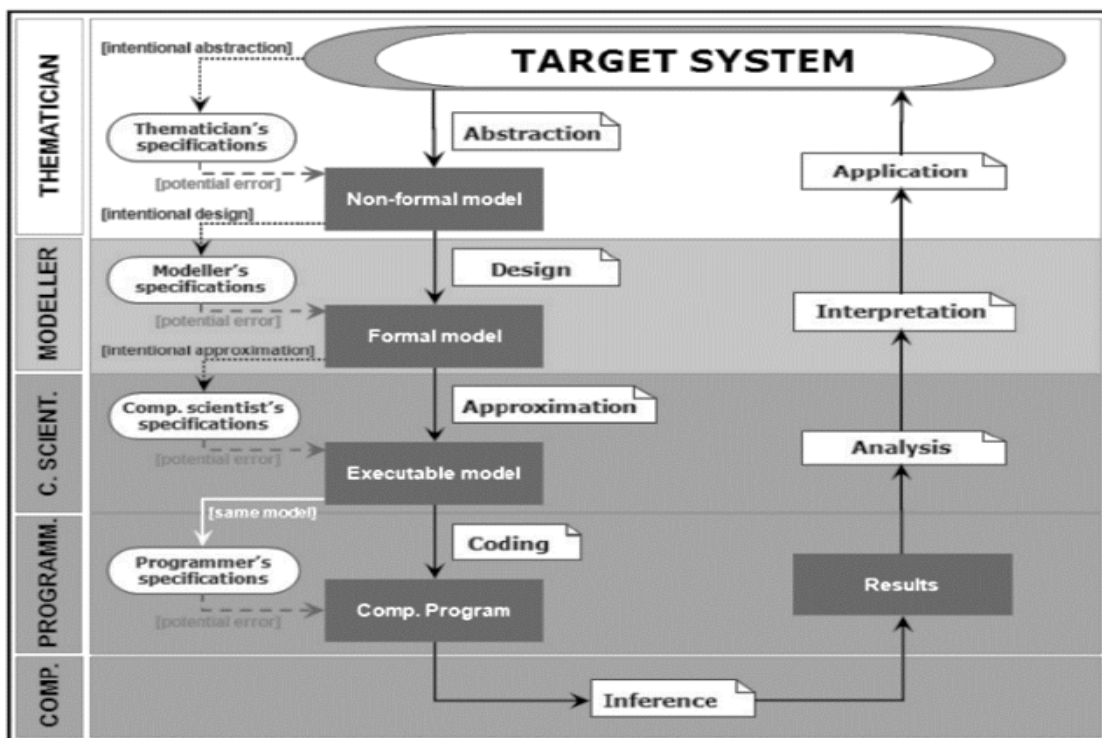 [intentional abstraction]
TARGET SYSTEM
THEMATICIAN
Thematician's
specifications
Abstraction
[potential error]
Application
Non-formal model
[intentional design]
MODELLER
Modeller's
specifications
Design
[potential error]
Interpretation
Formal model
[intentional approximation]
C. SCIENT.
Comp. scientist's
specifications
Approximation
[potential error]
Analysis
Executable model
[same model]
PROGRAMM.
Programmer's
specifications
Coding
Results
[potential error]
Comp. Program
COMP.
Inference